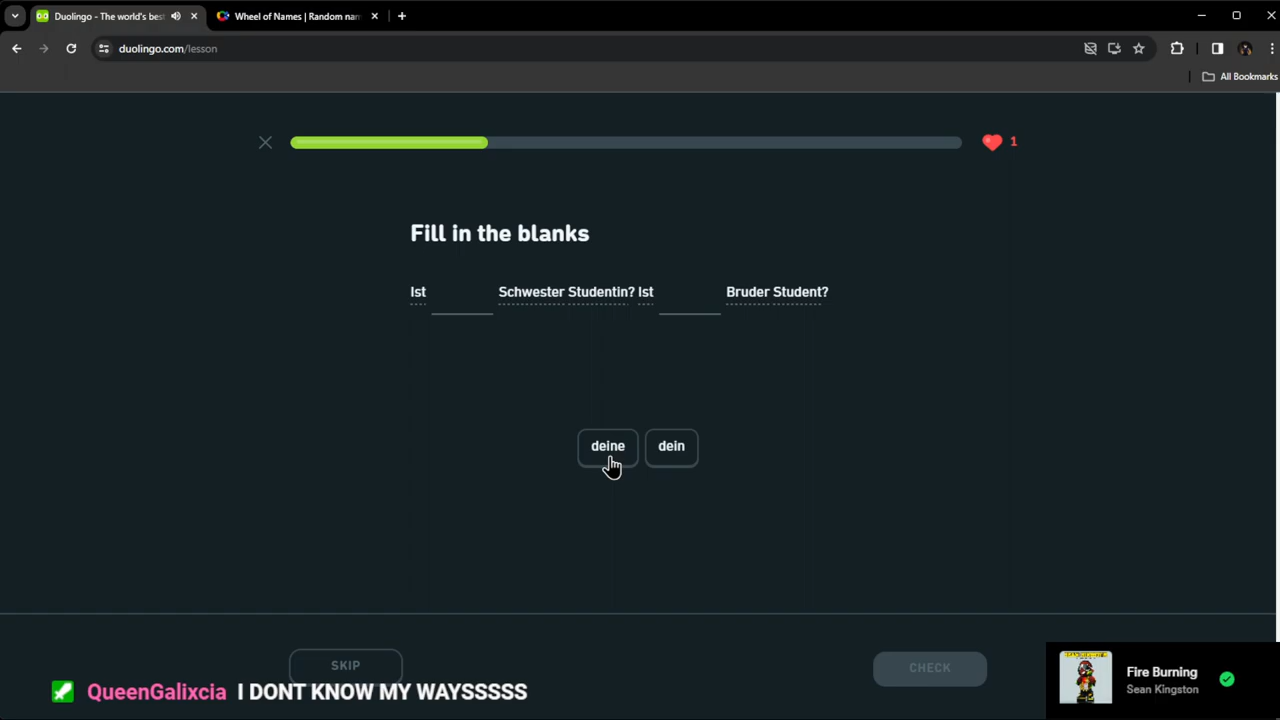 Duolingo - The world's best
Wheel of Names | Random nam
duolingo.com/lesson
All Bookmarks
1
Fill in the blanks
Ist ______ Schwester Studentin? Ist ______ Bruder Student?
deine dein
SKIP
CHECK
QueenGalixcia I DONT KNOW MY WAYSSSSS
Fire Burning
Sean Kingston